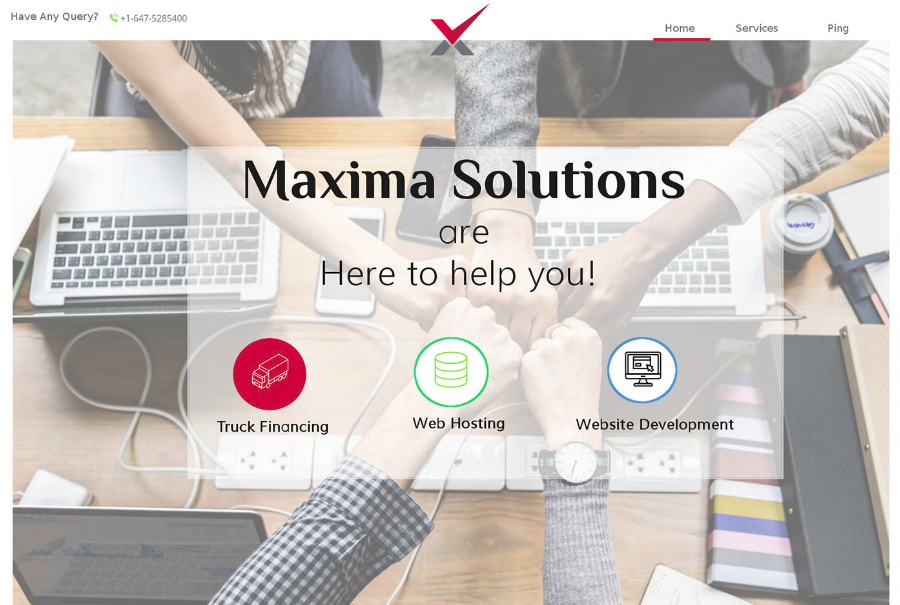 Have Any Query? +1-647-5285400
Home Services Ping
Maxima Solutions
are
Here to help you!
Truck Financing
Web Hosting
Website Development